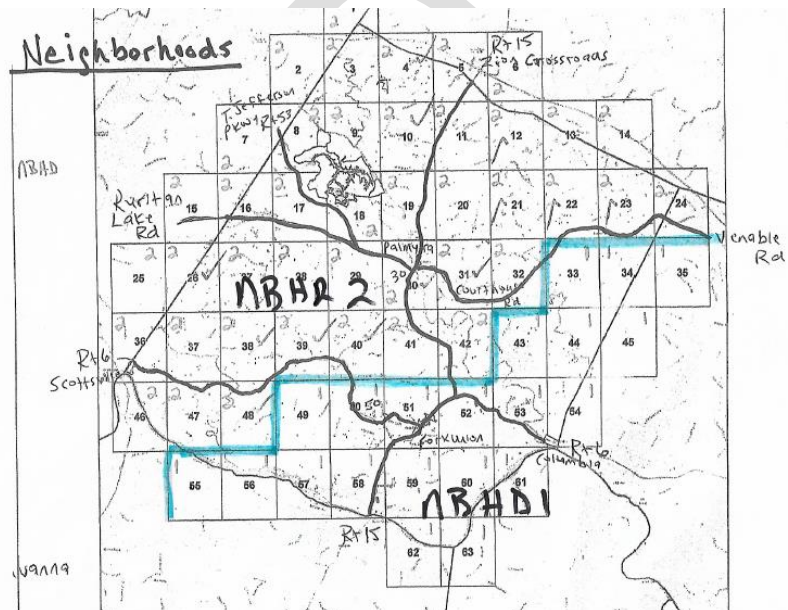 Neighborhoods
Rt 15
Zion Crossroads
2 3 4 5
T. Jefferson
Pkwy Rt 53
7 8 9 10 11 12 13 14
NBHD
Ruritan
Lake
Rd
15 16 17 18 19 20 21 22 23 24
Palmyra
Venable
Rd
25 26 27 28 29 30 31 32 33 34 35
Courthouse
Rd
NBHD 2
36 37 38 39 40 41 42 43 44 45
Rt 6
Scottsville
46 47 48 49 50 51 52 53 54
Fork Union
Rt 6
Columbia
55 56 57 58 59 60 61
NBHD 1
Rt 15
62 63
uvanna